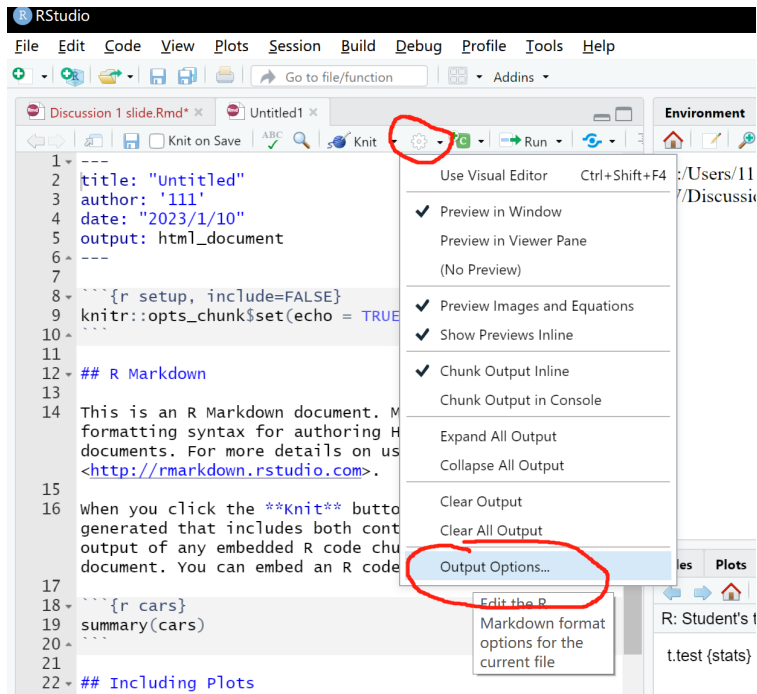 RStudio
File Edit Code View Plots Session Build Debug Profile Tools Help
Go to file/function Addins
Discussion 1 slide.Rmd* Untitled1
Environment
Knit on Save ABC Knit Run
1 ---
2 title: "Untitled"
3 author: '111'
4 date: "2023/1/10"
5 output: html_document
6 ---
7
8 ```{r setup, include=FALSE}
9 knitr::opts_chunk$set(echo = TRUE
10 ```
11
12 ## R Markdown
13
14 This is an R Markdown document. M
formatting syntax for authoring H
documents. For more details on us
<http://rmarkdown.rstudio.com>.
15
16 When you click the **Knit** butto
generated that includes both cont
output of any embedded R code chu
document. You can embed an R code
17
18 ```{r cars}
19 summary(cars)
20 ```
21
22 ## Including Plots
Use Visual Editor Ctrl+Shift+F4
Preview in Window
Preview in Viewer Pane
(No Preview)
Preview Images and Equations
Show Previews Inline
Chunk Output Inline
Chunk Output in Console
Expand All Output
Collapse All Output
Clear Output
Clear All Output
Output Options...
Edit the R
Markdown format
options for the
current file
:/Users/11
/Discussi
les Plots
R: Student's t
t.test {stats}